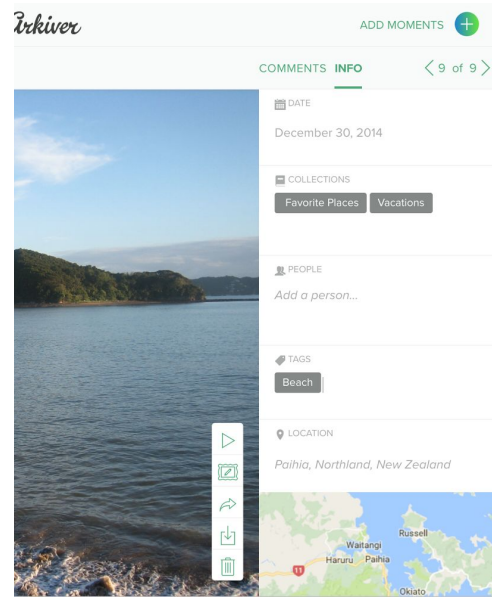 Arkiver
ADD MOMENTS
COMMENTS INFO
9 of 9
DATE
December 30, 2014
COLLECTIONS
Favorite Places Vacations
PEOPLE
Add a person...
TAGS
Beach
LOCATION
Paihia, Northland, New Zealand
Russell
Waitangi
Haruru Paihia
11
Okiato